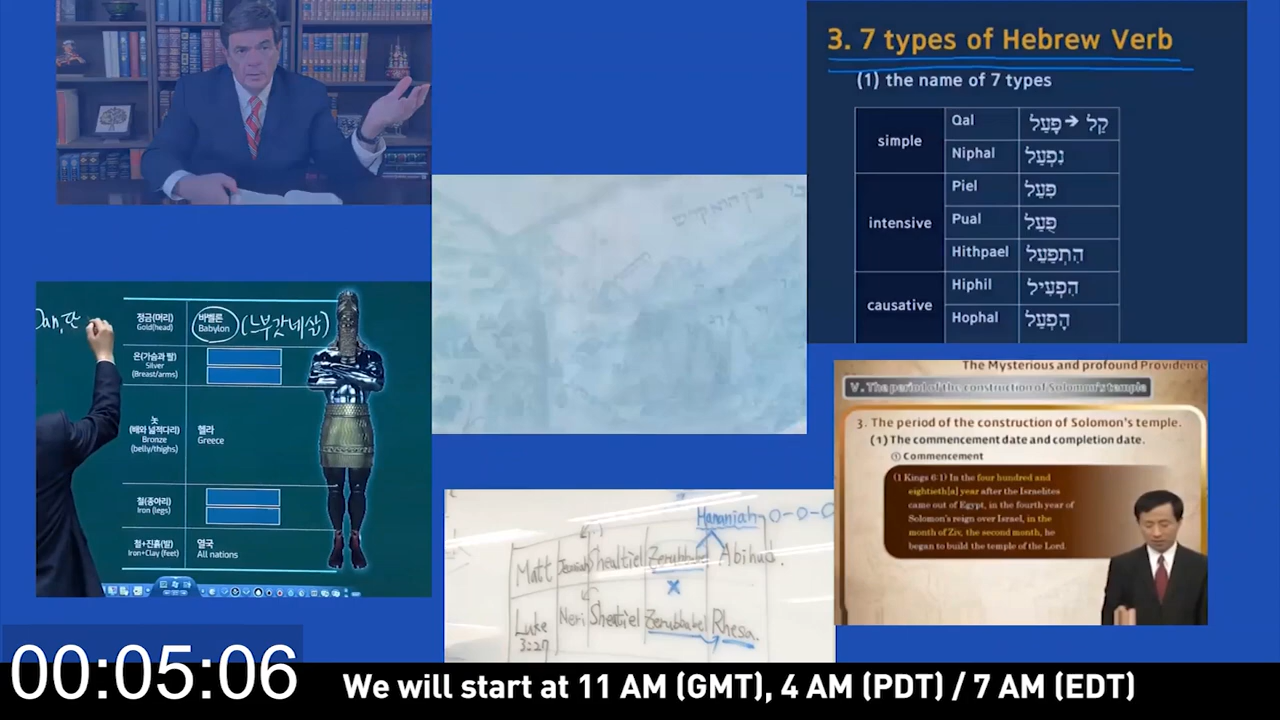 3. 7 types of Hebrew Verb
(1) the name of 7 types
simple
Qal
קַל → פָּעַל
Niphal
נִפְעַל
intensive
Piel
פִּעֵל
Pual
פֻּעַל
Hithpael
הִתְפַּעֵל
causative
Hiphil
הִפְעִיל
Hophal
הָפְעַל
정금(머리)
Gold(head)
바벨론
Babylon
(느부갓네살)
은(가슴과 팔)
Silver
(Breast/arms)
놋
(배와 넓적다리)
Bronze
(belly/thighs)
헬라
Greece
철(종아리)
Iron (legs)
철+진흙(발)
Iron+Clay (feet)
열국
All nations
Hananiah-O-O-O
Matt Shealtiel Zerubbabel Abihud.
x
Luke Neri Shealtiel Zerubbabel Rhesa.
3:27
The Mysterious and profound Providence
V. The period of the construction of Solomon's temple
3. The period of the construction of Solomon's temple.
(1) The commencement date and completion date.
① Commencement
(1 Kings 6:1) In the four hundred and
eightieth[a] year after the Israelites
came out of Egypt, in the fourth year of
Solomon's reign over Israel, in the
month of Ziv, the second month, he
began to build the temple of the Lord.
00:05:06
We will start at 11 AM (GMT), 4 AM (PDT) / 7 AM (EDT)